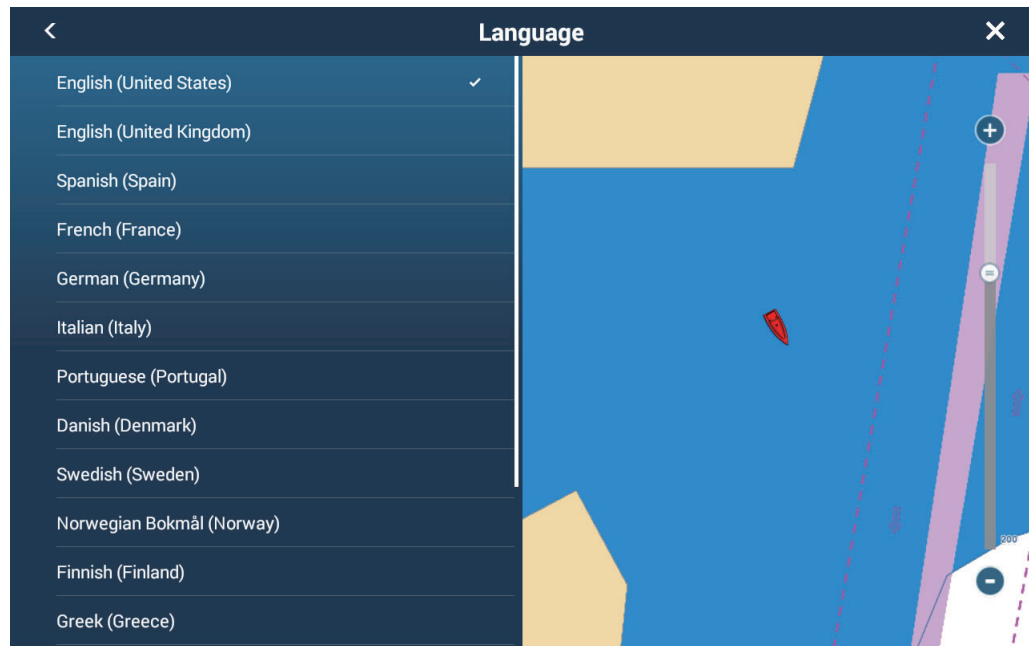 Language
English (United States)
English (United Kingdom)
Spanish (Spain)
French (France)
German (Germany)
Italian (Italy)
Portuguese (Portugal)
Danish (Denmark)
Swedish (Sweden)
Norwegian Bokmål (Norway)
Finnish (Finland)
Greek (Greece)
200